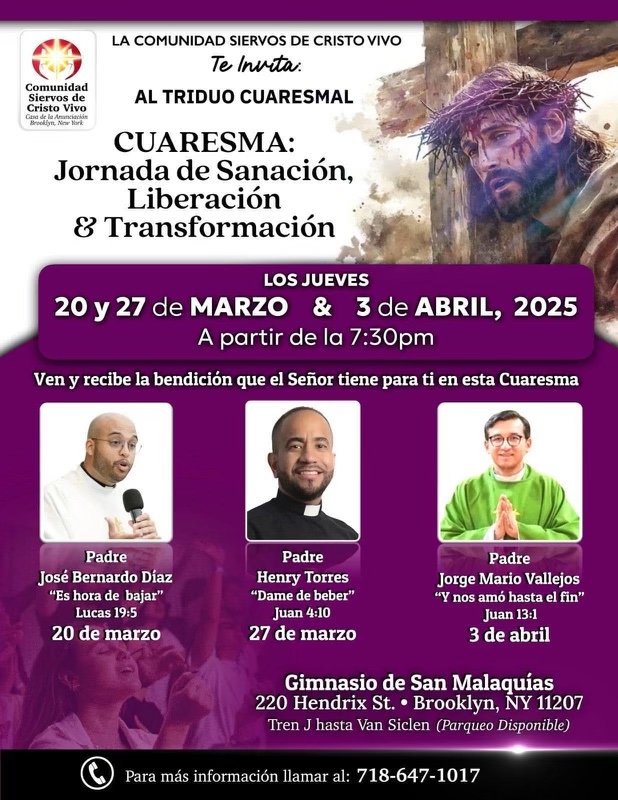 Comunidad
Siervos de
Cristo Vivo
Casa de la Anunciación
Brooklyn, New York
LA COMUNIDAD SIERVOS DE CRISTO VIVO
Te Invita:
AL TRIDUO CUARESMAL
CUARESMA:
Jornada de Sanación,
Liberación
& Transformación
LOS JUEVES
20 y 27 de MARZO & 3 de ABRIL, 2025
A partir de la 7:30pm
Ven y recibe la bendición que el Señor tiene para ti en esta Cuaresma
Padre
José Bernardo Díaz
“Es hora de bajar”
Lucas 19:5
20 de marzo
Padre
Henry Torres
“Dame de beber”
Juan 4:10
27 de marzo
Padre
Jorge Mario Vallejos
“Y nos amó hasta el fin”
Juan 13:1
3 de abril
Gimnasio de San Malaquías
220 Hendrix St. • Brooklyn, NY 11207
Tren J hasta Van Siclen (Parqueo Disponible)
Para más información llamar al: 718-647-1017